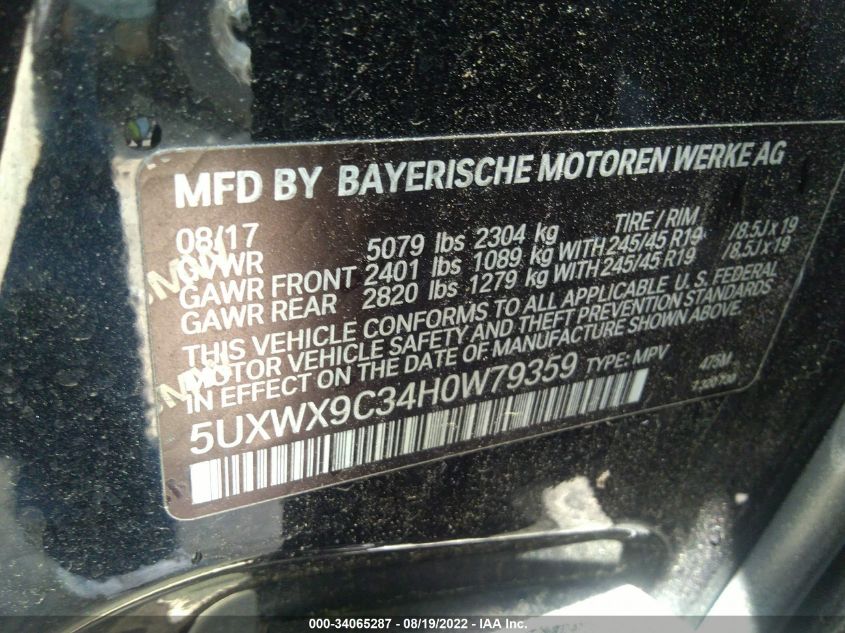 MFD BY BAYERISCHE MOTOREN WERKE AG
08/17 TIRE / RIM
GVWR 5079 lbs 2304 kg
GAWR FRONT 2401 lbs 1089 kg WITH 245/45 R19 /8.5J x 19
GAWR REAR 2820 lbs 1279 kg WITH 245/45 R19 /8.5J x 19
THIS VEHICLE CONFORMS TO ALL APPLICABLE U. S. FEDERAL
MOTOR VEHICLE SAFETY AND THEFT PREVENTION STANDARDS
IN EFFECT ON THE DATE OF MANUFACTURE SHOWN ABOVE.
5UXWX9C34H0W79359 TYPE: MPV 475M
000-34065287 - 08/19/2022 - © IAA Inc.